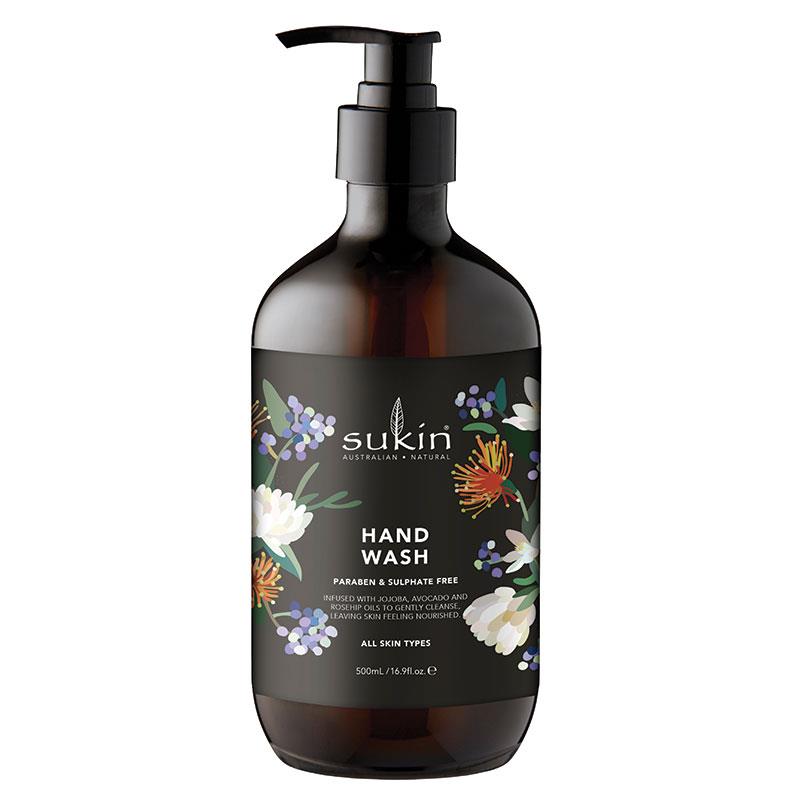 sukin®
AUSTRALIAN • NATURAL
HAND
WASH
PARABEN & SULPHATE FREE
INFUSED WITH JOJOBA, AVOCADO AND
ROSEHIP OILS TO GENTLY CLEANSE,
LEAVING SKIN FEELING NOURISHED.
ALL SKIN TYPES
500mL / 16.9fl.oz. ℮